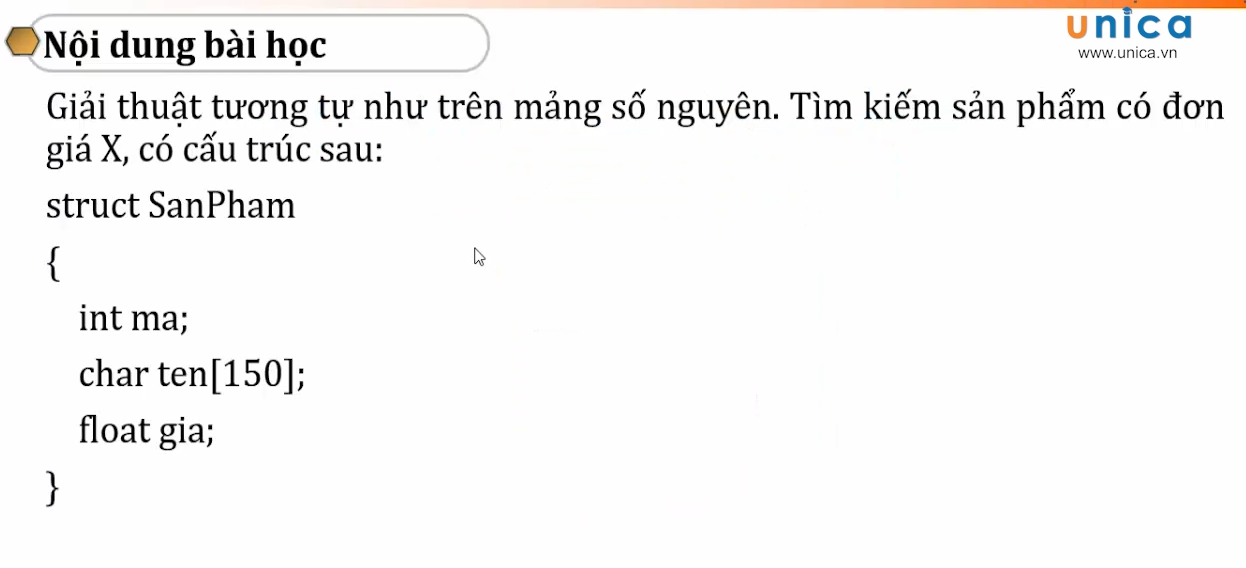 unica
www.unica.vn
Nội dung bài học
Giải thuật tương tự như trên mảng số nguyên. Tìm kiếm sản phẩm có đơn
giá X, có cấu trúc sau:
struct SanPham
{
int ma;
char ten[150];
float gia;
}